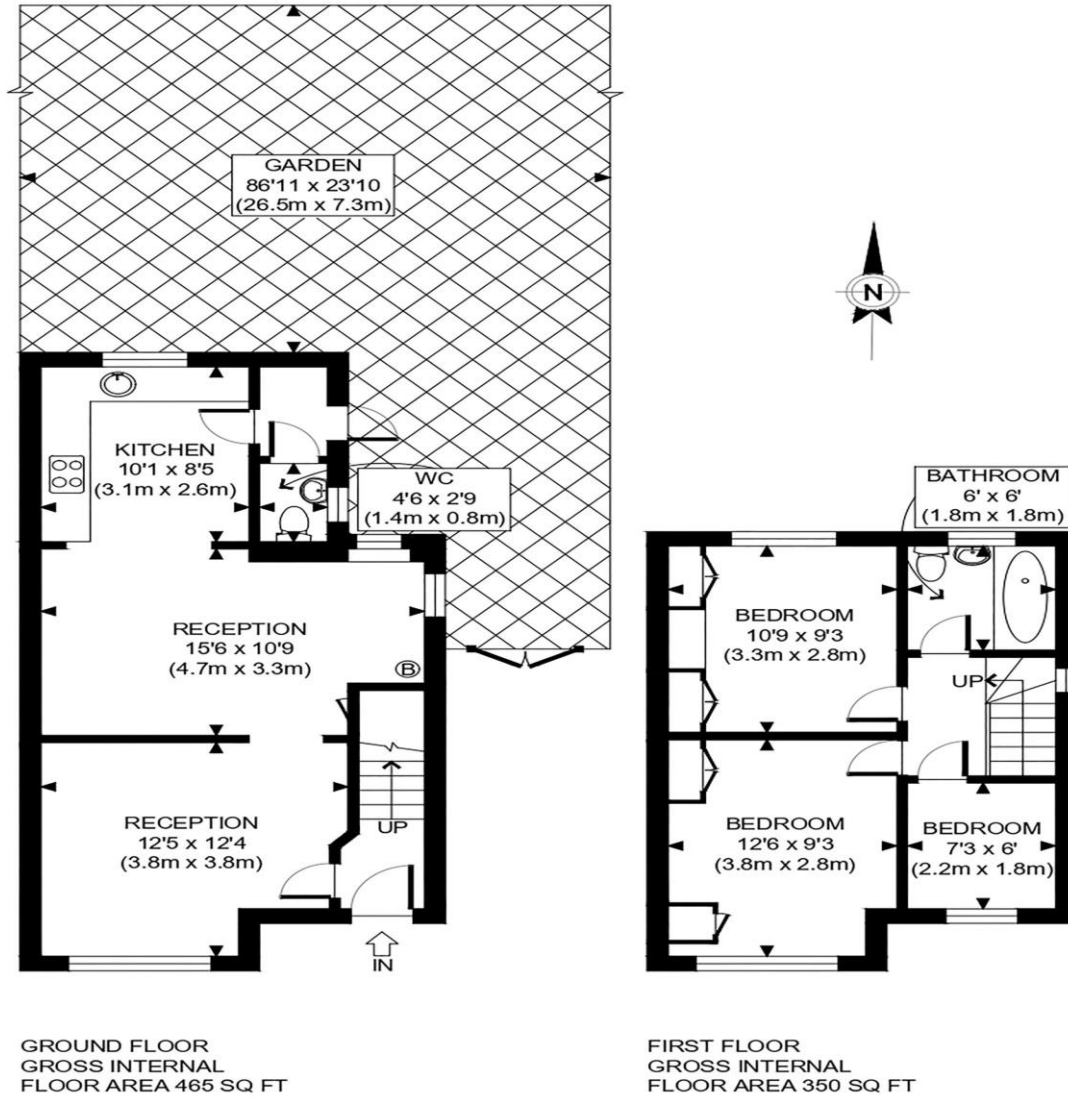 GARDEN
86'11 x 23'10
(26.5m x 7.3m)
N
KITCHEN
10'1 x 8'5
(3.1m x 2.6m)
WC
4'6 x 2'9
(1.4m x 0.8m)
RECEPTION
15'6 x 10'9
(4.7m x 3.3m)
B
RECEPTION
12'5 x 12'4
(3.8m x 3.8m)
UP
IN
BATHROOM
6' x 6'
(1.8m x 1.8m)
BEDROOM
10'9 x 9'3
(3.3m x 2.8m)
UP
BEDROOM
12'6 x 9'3
(3.8m x 2.8m)
BEDROOM
7'3 x 6'
(2.2m x 1.8m)
GROUND FLOOR
GROSS INTERNAL
FLOOR AREA 465 SQ FT
FIRST FLOOR
GROSS INTERNAL
FLOOR AREA 350 SQ FT